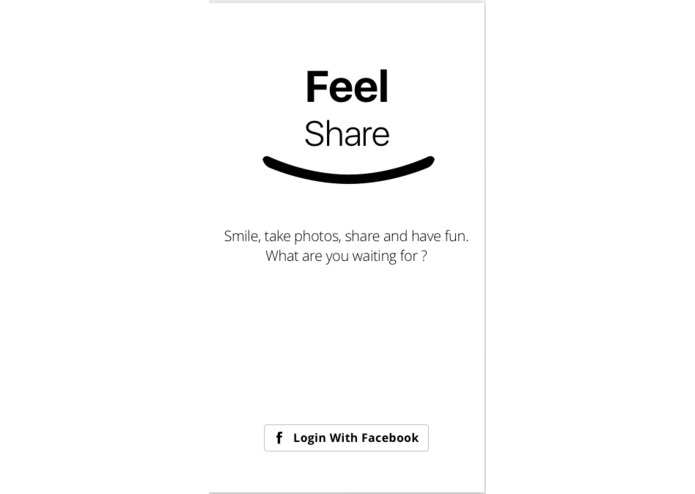 Feel
Share
Smile, take photos, share and have fun.
What are you waiting for ?
f Login With Facebook